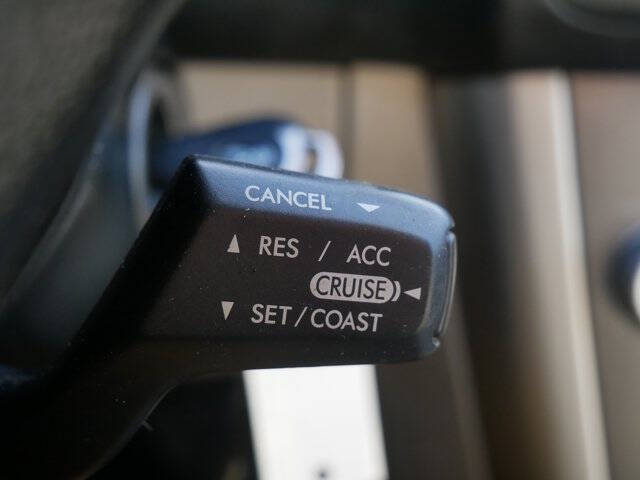 CANCEL
RES / ACC
CRUISE
SET / COAST